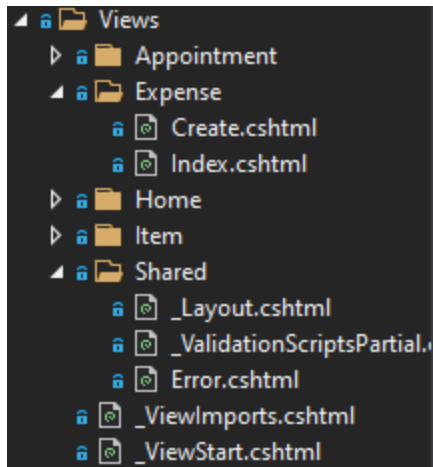 Views
Appointment
Expense
Create.cshtml
Index.cshtml
Home
Item
Shared
_Layout.cshtml
_ValidationScriptsPartial.
Error.cshtml
_ViewImports.cshtml
_ViewStart.cshtml